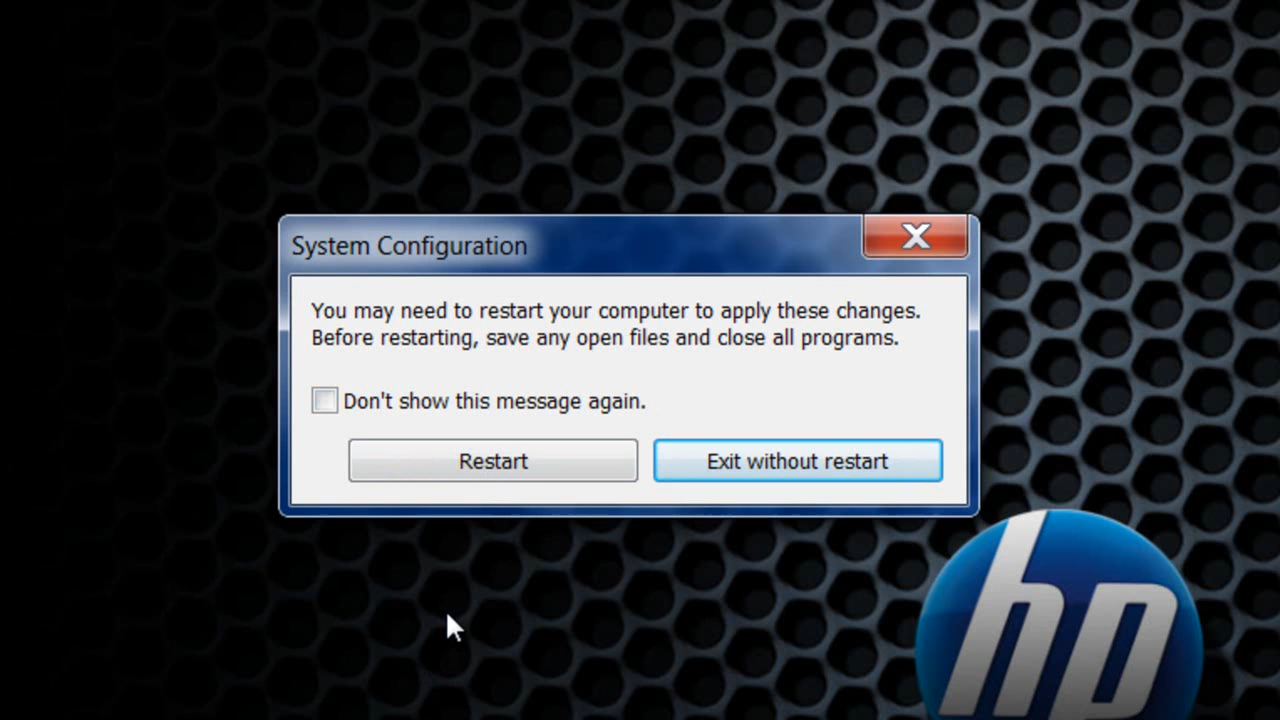 System Configuration
You may need to restart your computer to apply these changes.
Before restarting, save any open files and close all programs.
Don't show this message again.
Restart
Exit without restart
hp